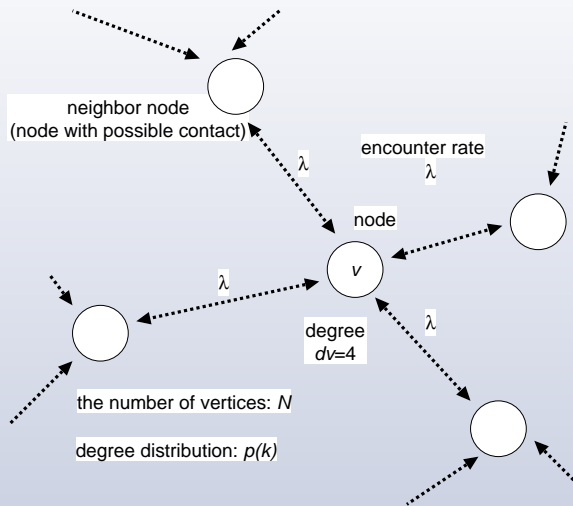 neighbor node
(node with possible contact)
λ
encounter rate
λ
node
v
λ
λ
degree
dv=4
the number of vertices: N
degree distribution: p(k)